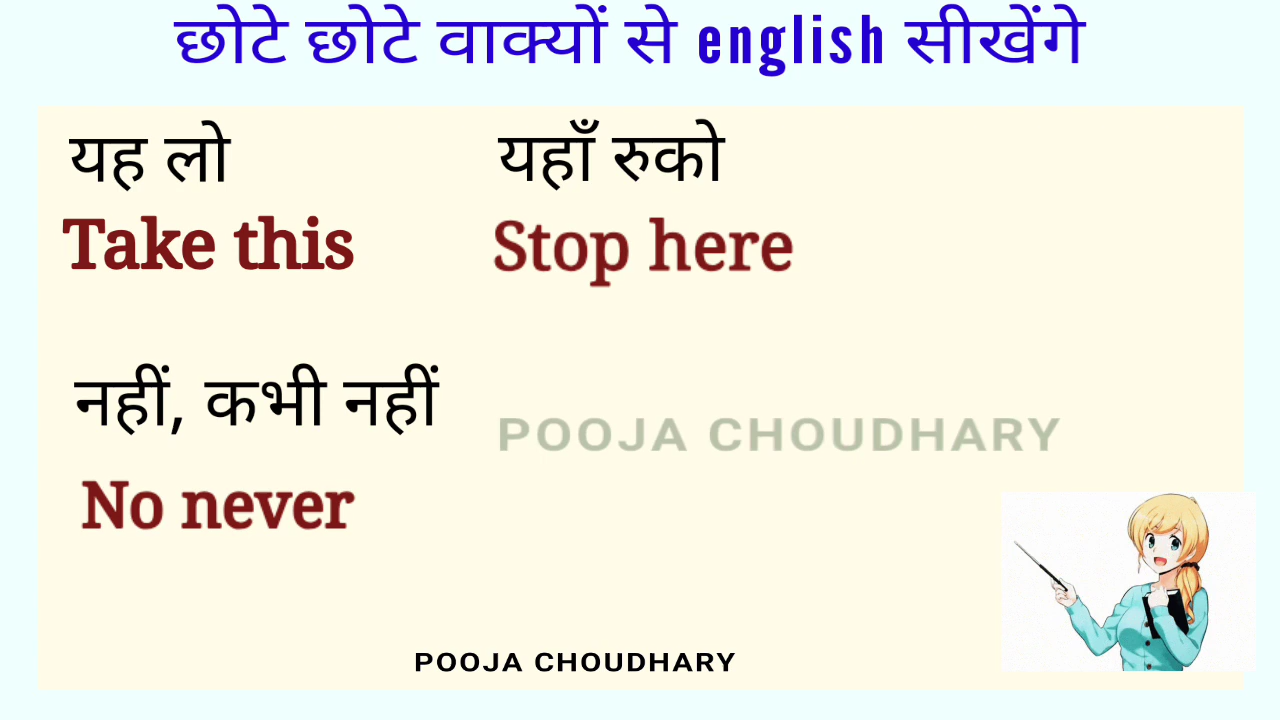 छोटे छोटे वाक्यों से english सीखेंगे
यह लो
Take this
यहाँ रुको
Stop here
नहीं, कभी नहीं
No never
POOJA CHOUDHARY
POOJA CHOUDHARY